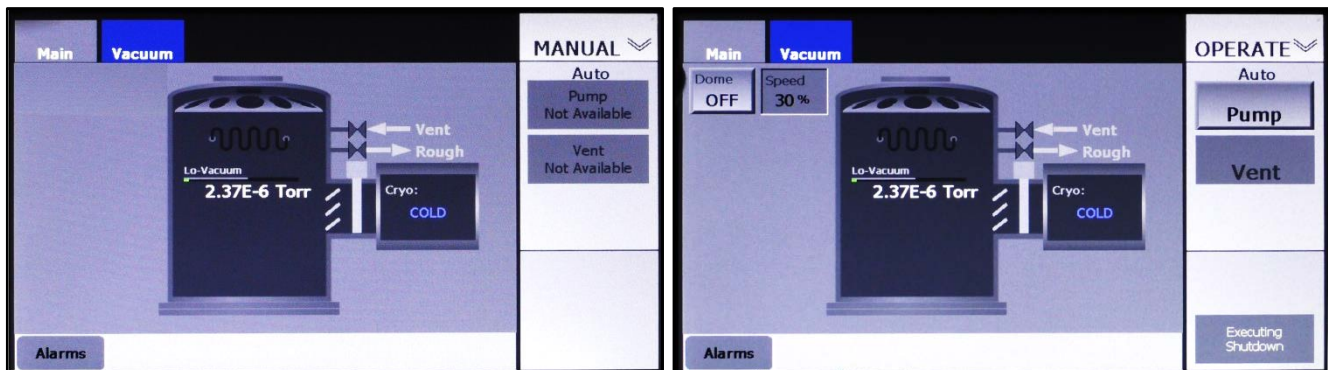 Main
Vacuum
MANUAL
Auto
Pump
Not Available
Vent
Not Available
Vent
Rough
Lo-Vacuum
2.37E-6 Torr
Cryo:
COLD
Alarms
Main
Vacuum
OPERATE
Dome
OFF
Speed
30 %
Auto
Pump
Vent
Vent
Rough
Lo-Vacuum
2.37E-6 Torr
Cryo:
COLD
Executing
Shutdown
Alarms